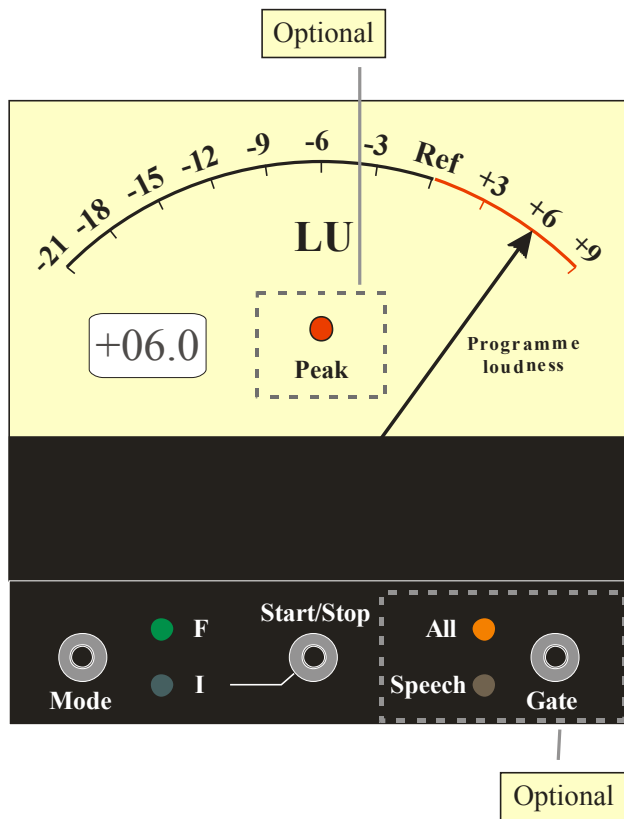 Optional
-21 -18 -15 -12 -9 -6 -3 Ref +3 +6 +9
LU
+06.0
Peak
Programme
loudness
F
Start/Stop
All
I
Mode
Speech
Gate
Optional